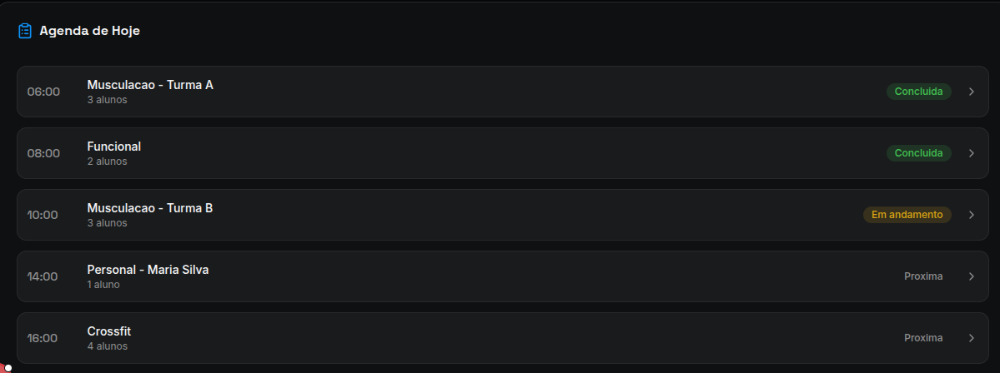 Agenda de Hoje
06:00
Musculacao - Turma A
3 alunos
Concluida
08:00
Funcional
2 alunos
Concluida
10:00
Musculacao - Turma B
3 alunos
Em andamento
14:00
Personal - Maria Silva
1 aluno
Proxima
16:00
Crossfit
4 alunos
Proxima